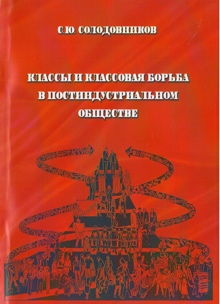 С.Ю СОЛОДОВНИКОВ
КЛАССЫ И КЛАССОВАЯ БОРЬБА
В ПОСТИНДУСТРИАЛЬНОМ
ОБЩЕСТВЕ